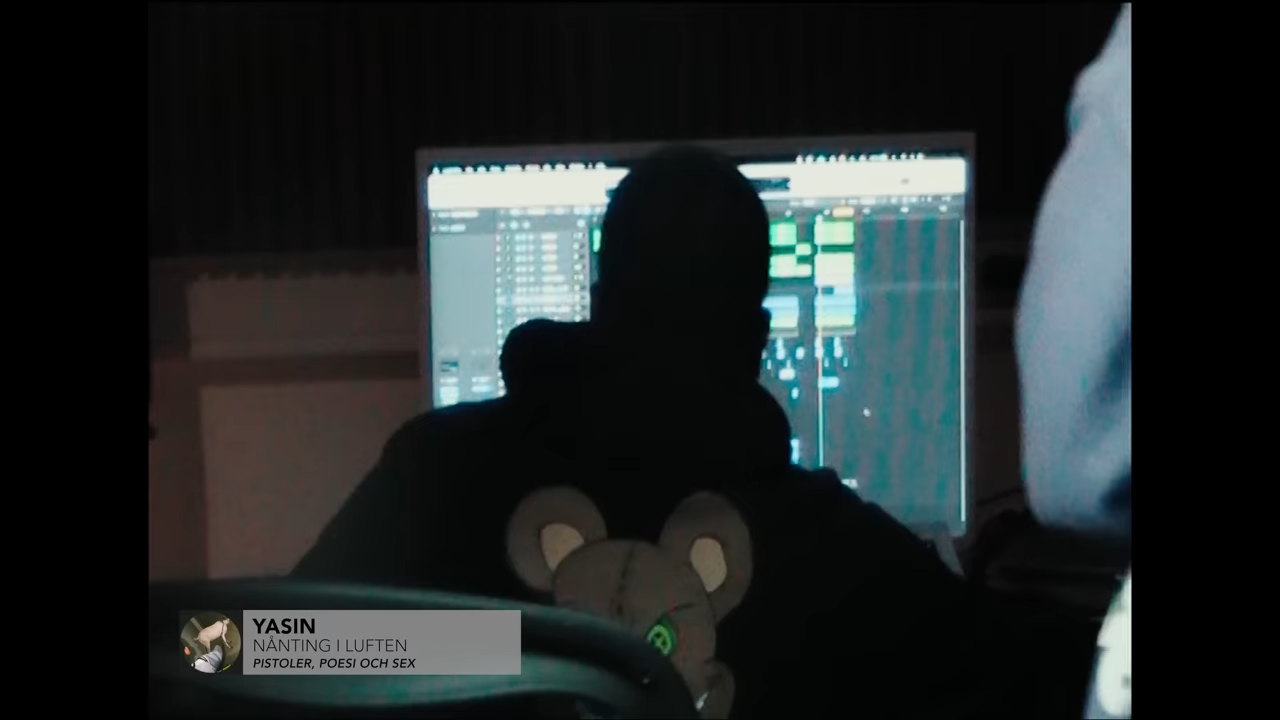 YASIN
NÅNTING I LUFTEN
PISTOLER, POESI OCH SEX